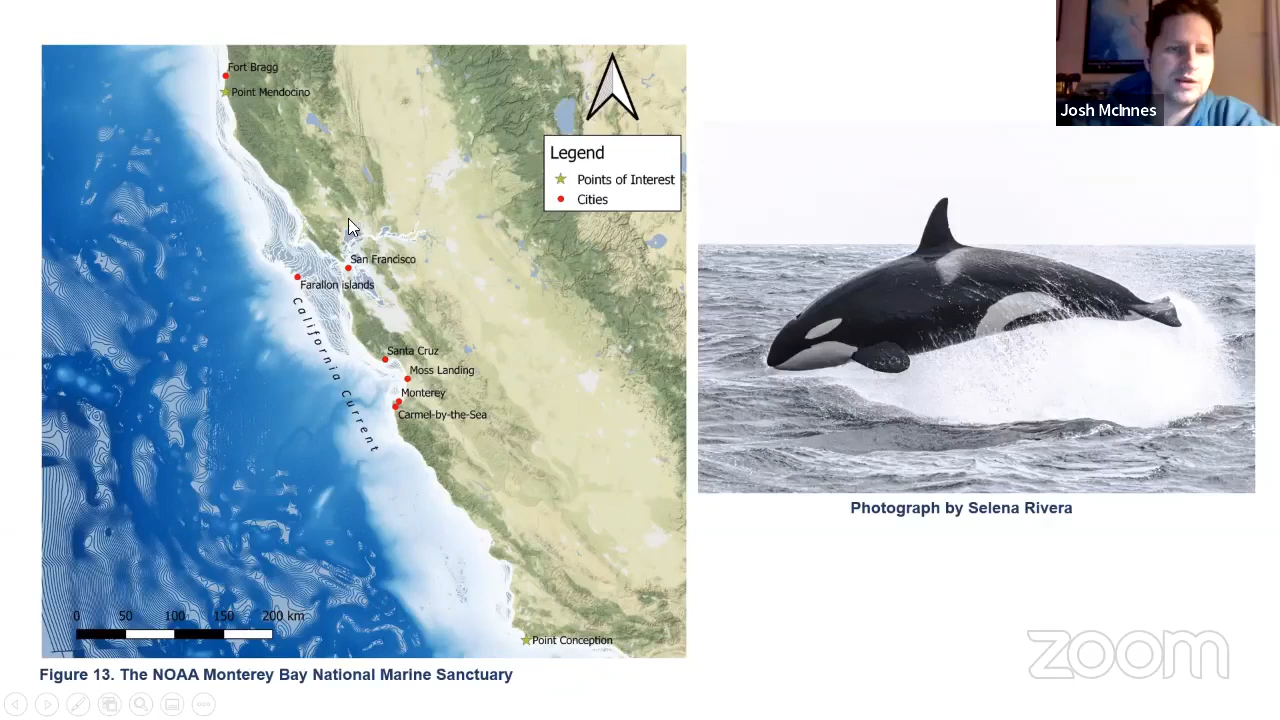 Josh McInnes
Fort Bragg
Point Mendocino
Legend
Points of Interest
Cities
San Francisco
Farallon islands
California Current
Santa Cruz
Moss Landing
Monterey
Carmel-by-the-Sea
Photograph by Selena Rivera
0 50 100 150 200 km
Point Conception
zoom
Figure 13. The NOAA Monterey Bay National Marine Sanctuary